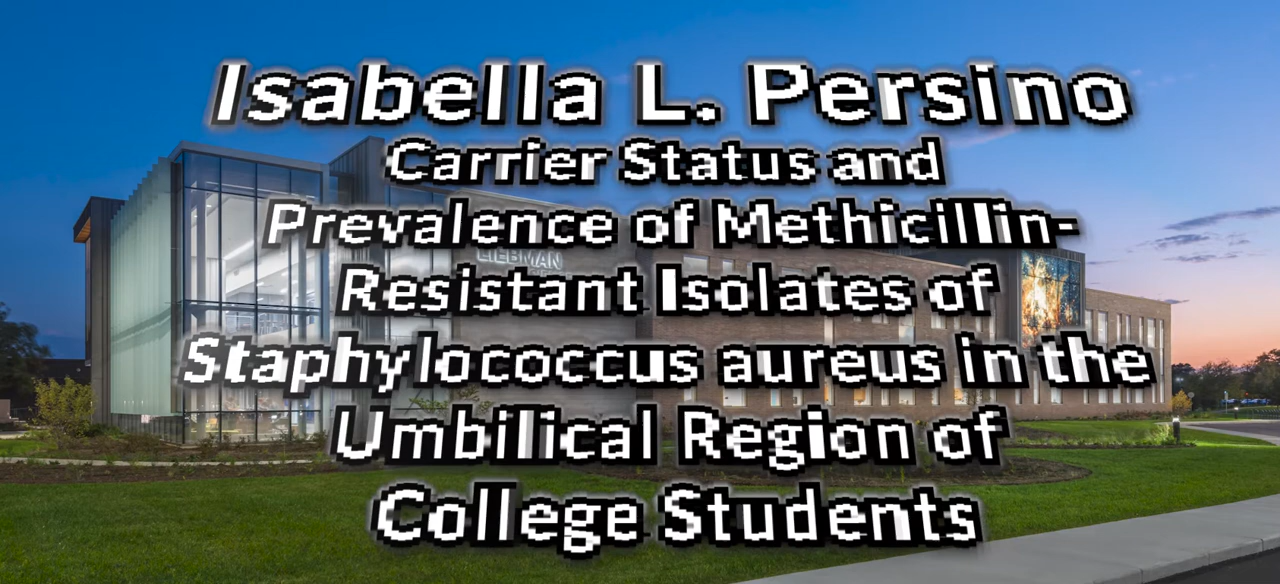 Isabella L. Persino
Carrier Status and
Prevalence of Methicillin-
Resistant Isolates of
LIEBMAN
Staphylococcus aureus in the
Umbilical Region of
College Students